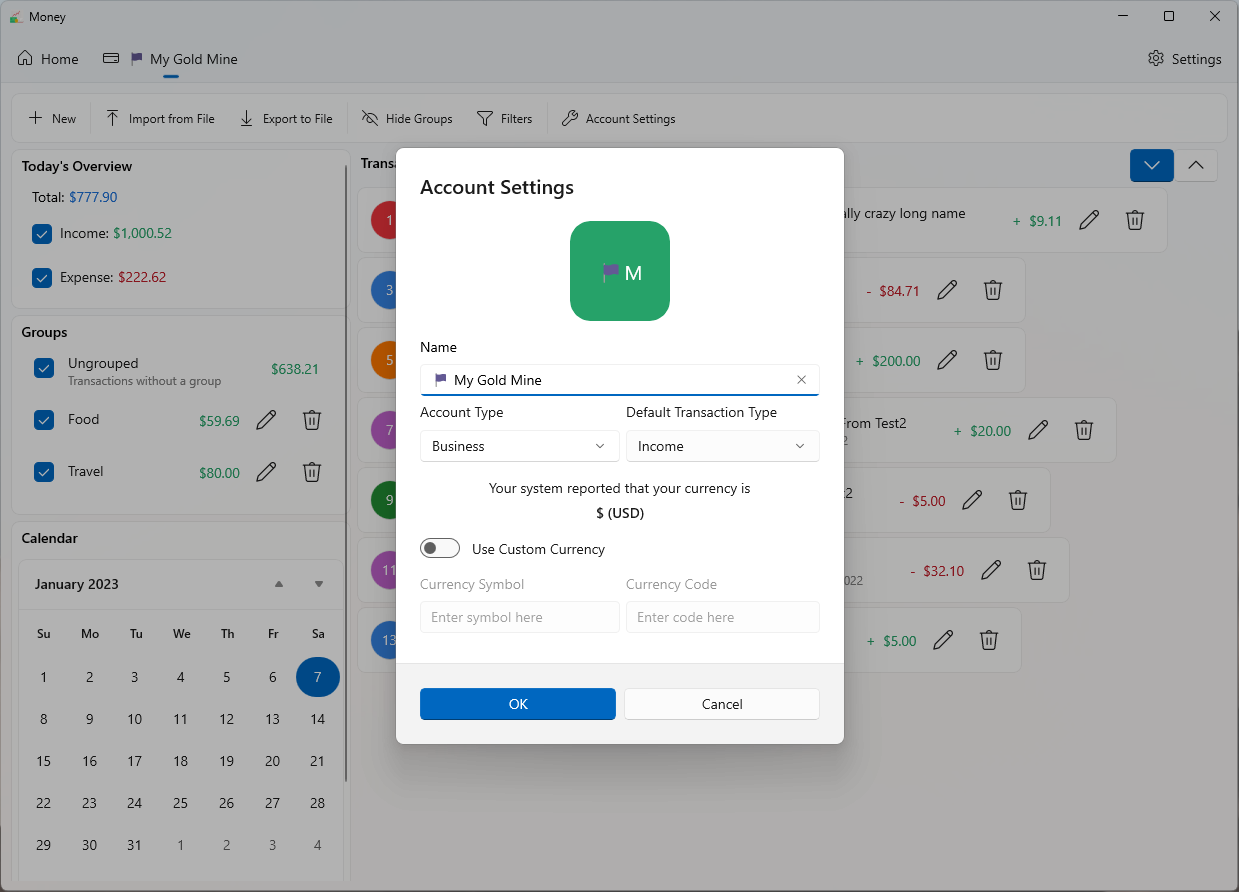 Money
Home
My Gold Mine
Settings
New
Import from File
Export to File
Hide Groups
Filters
Account Settings
Today's Overview
Total: $777.90
Income: $1,000.52
Expense: $222.62
Groups
Ungrouped
Transactions without a group
$638.21
Food
$59.69
Travel
$80.00
Calendar
January 2023
Su Mo Tu We Th Fr Sa
1 2 3 4 5 6 7
8 9 10 11 12 13 14
15 16 17 18 19 20 21
22 23 24 25 26 27 28
29 30 31 1 2 3 4
1
ally crazy long name
+ $9.11
3
- $84.71
5
+ $200.00
7
From Test2
+ $20.00
9
- $5.00
11
022
- $32.10
13
+ $5.00
Account Settings
M
Name
My Gold Mine
Account Type
Default Transaction Type
Business
Income
Your system reported that your currency is
$ (USD)
Use Custom Currency
Currency Symbol
Currency Code
Enter symbol here
Enter code here
OK
Cancel